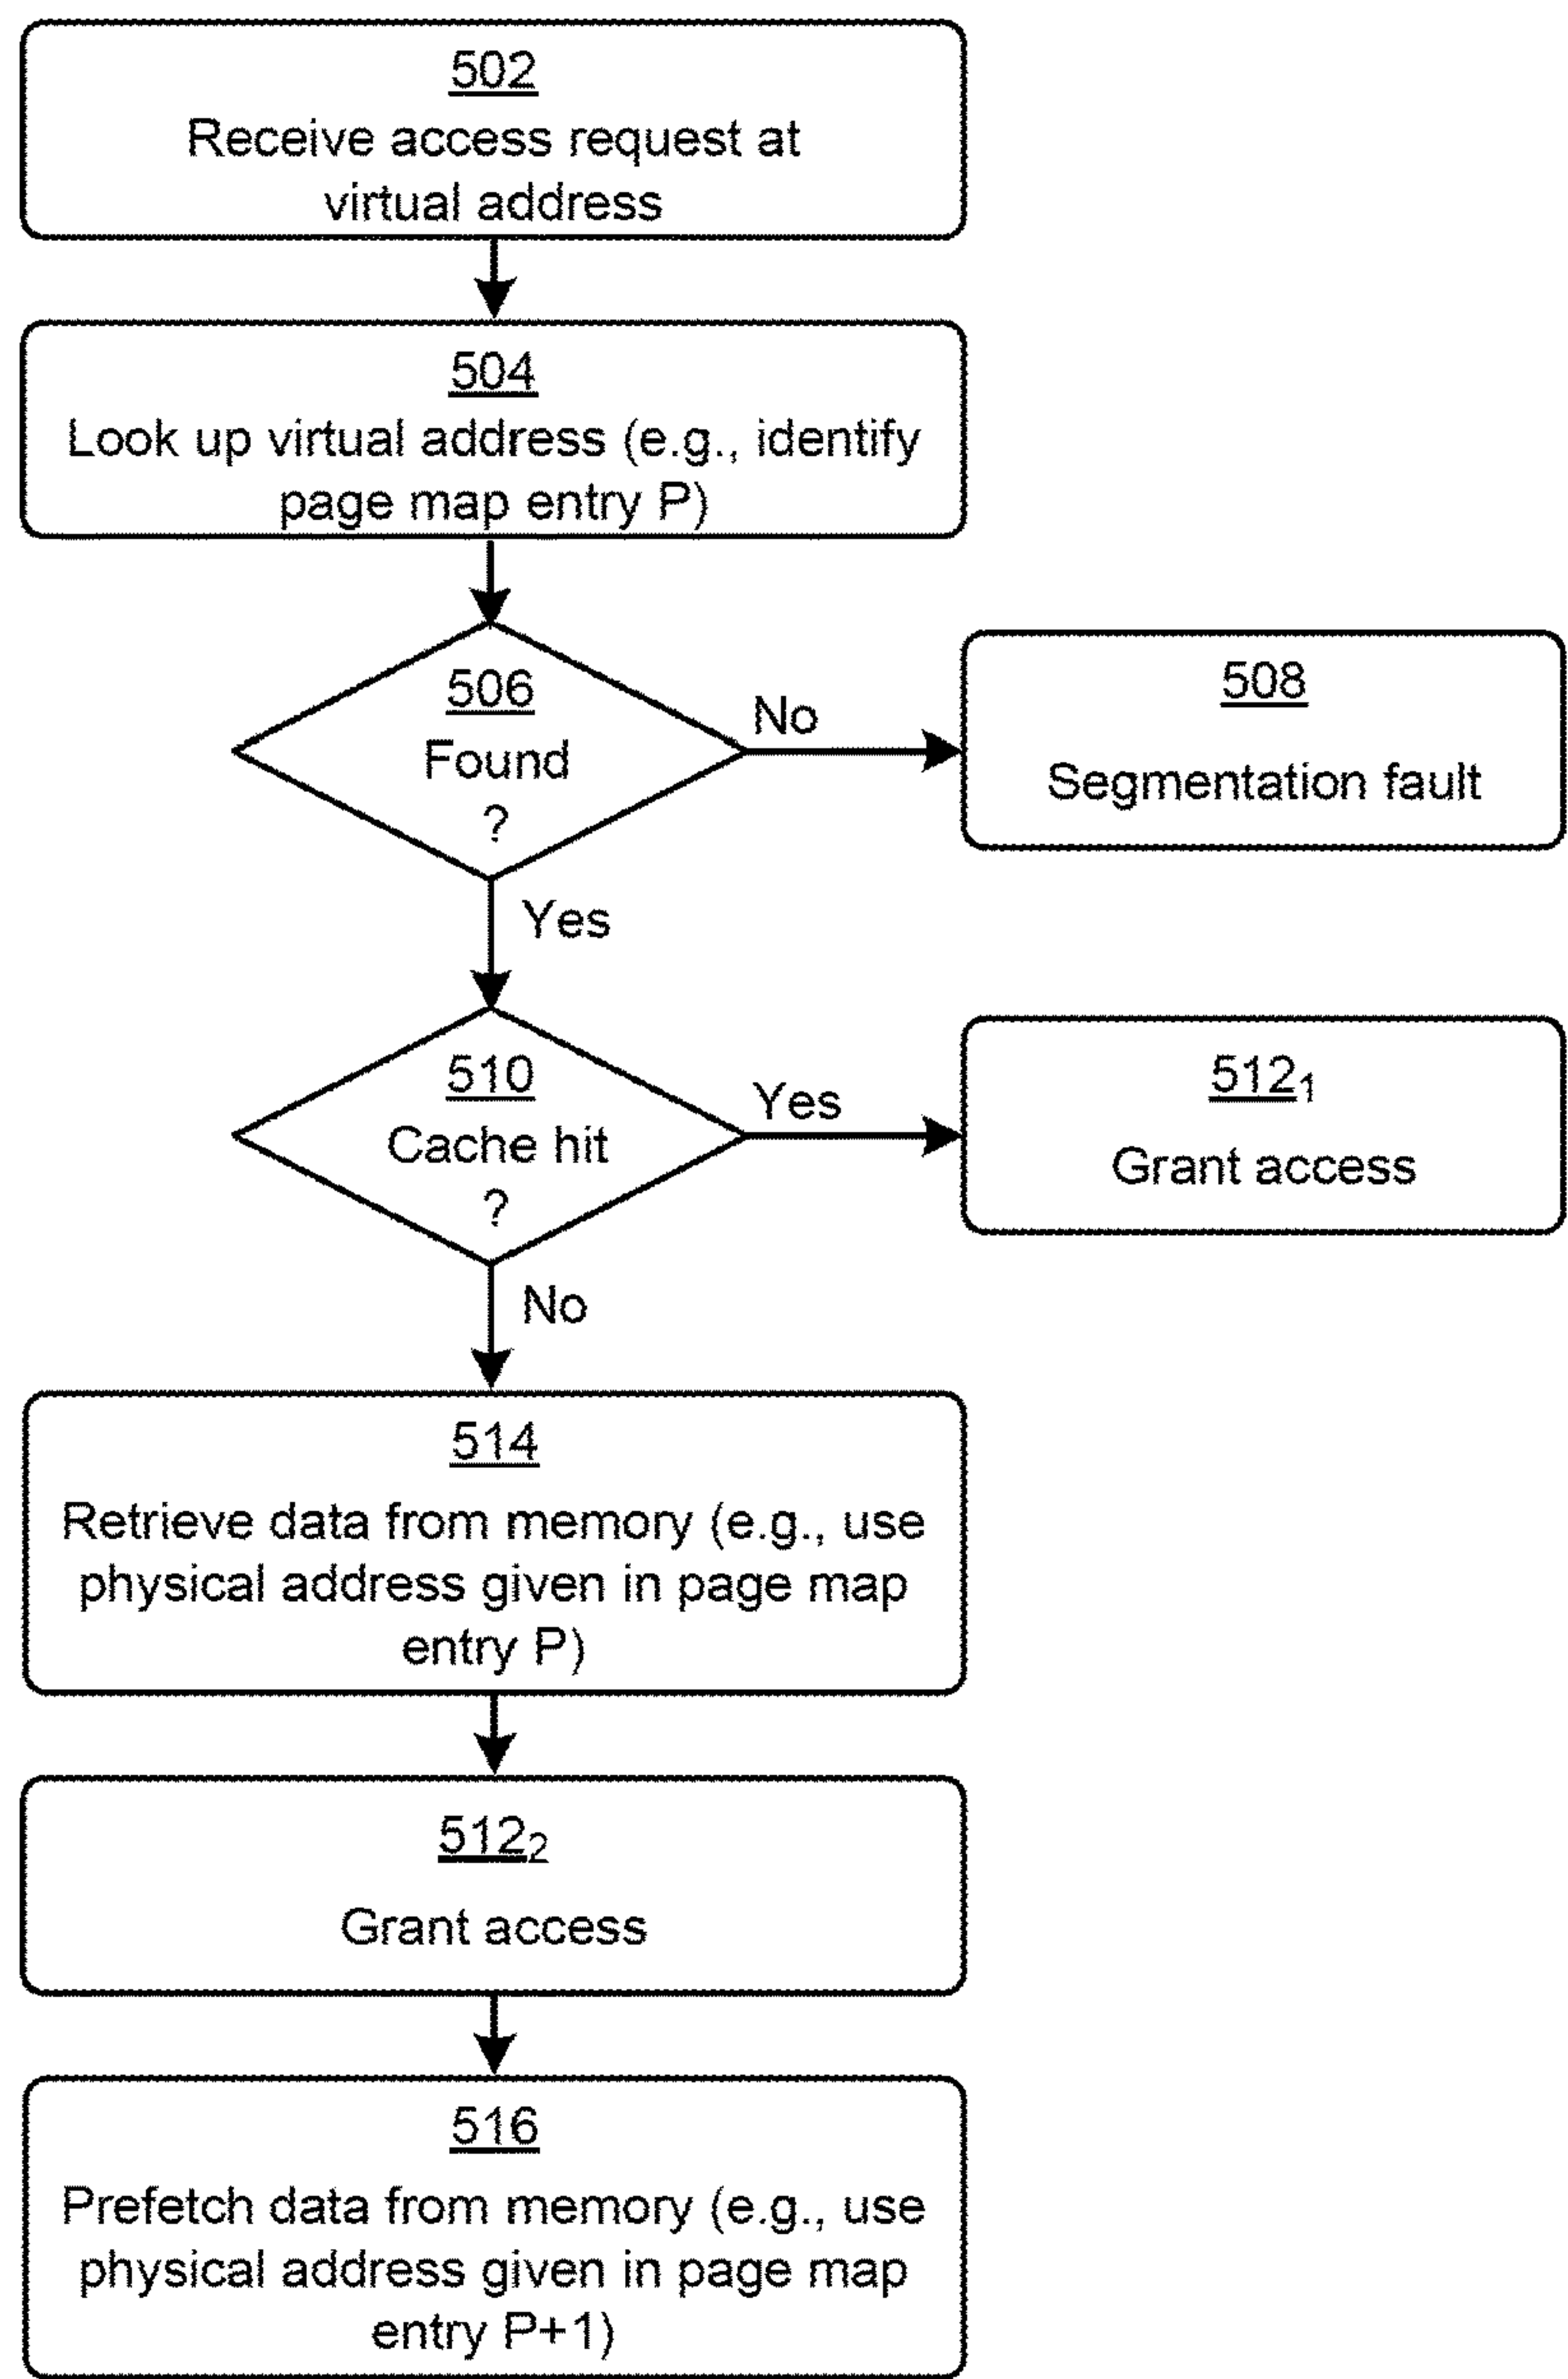 502
Receive access request at
virtual address
504
Look up virtual address (e.g., identify
page map entry P)
506
Found
?
No
508
Segmentation fault
Yes
510
Cache hit
?
Yes
512₁
Grant access
No
514
Retrieve data from memory (e.g., use
physical address given in page map
entry P)
512₂
Grant access
516
Prefetch data from memory (e.g., use
physical address given in page map
entry P+1)